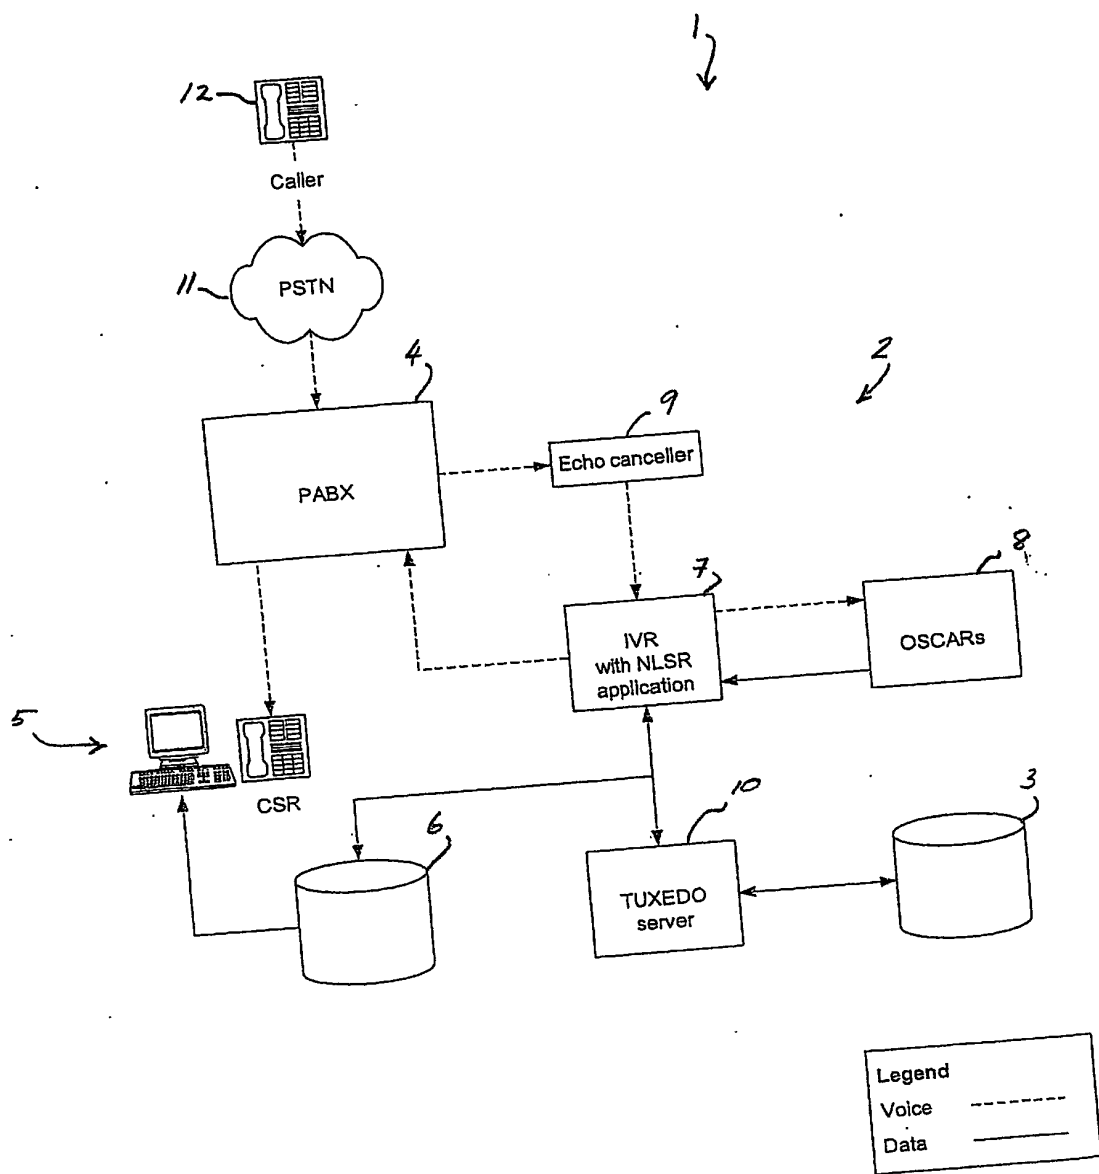 1
12
Caller
11
PSTN
4
2
9
Echo canceller
PABX
7
8
IVR
with NLSR
application
OSCARs
5
CSR
6
10
3
TUXEDO
server
Legend
Voice
Data